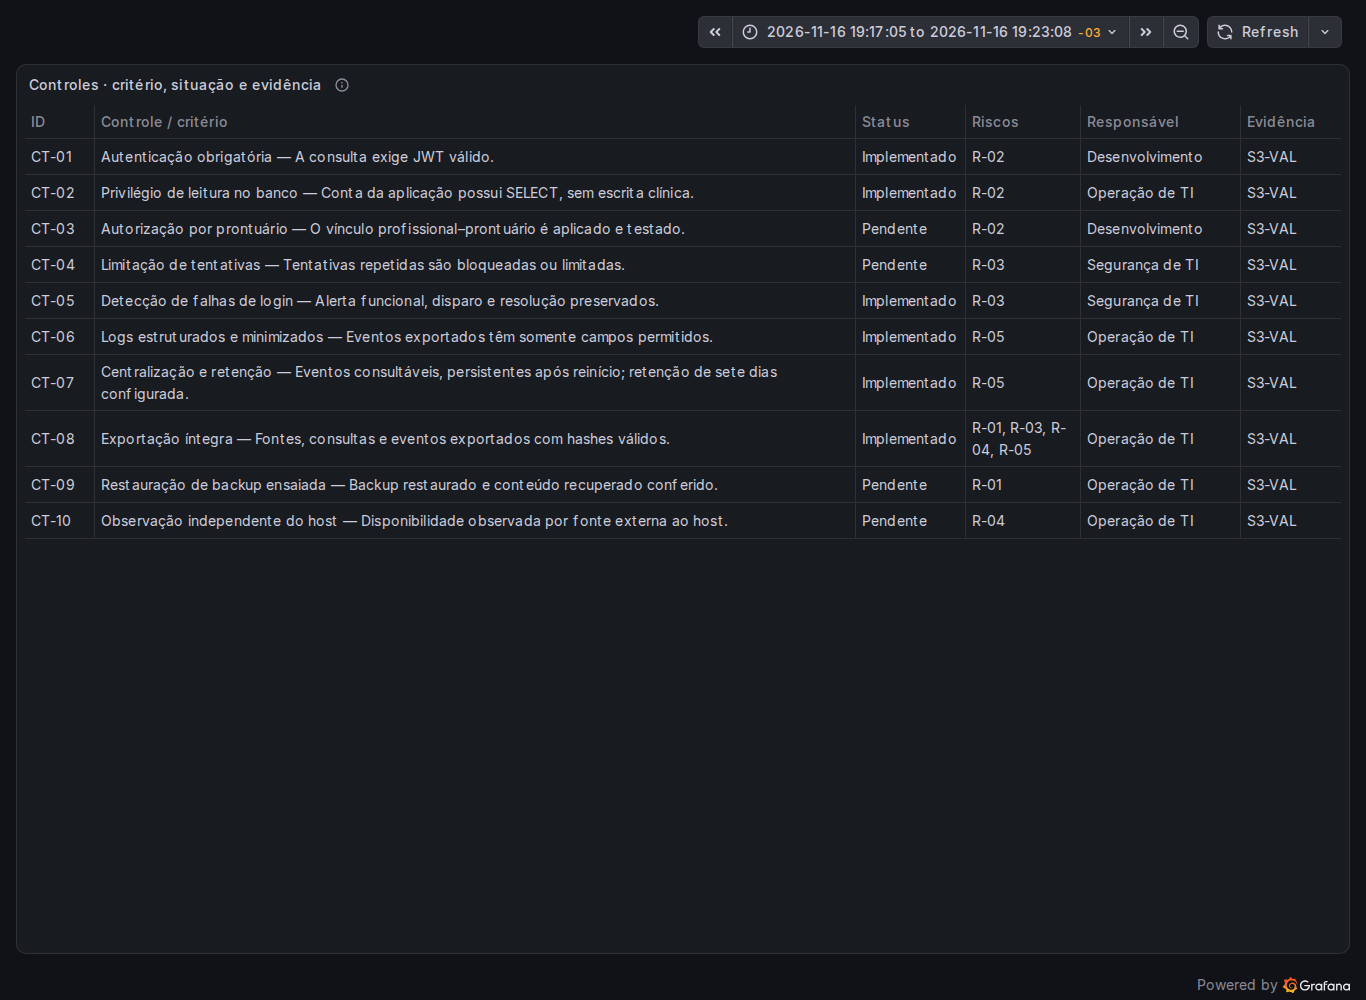 2026-11-16 19:17:05 to 2026-11-16 19:23:08 -03
Refresh
Controles · critério, situação e evidência
ID Controle / critério Status Riscos Responsável Evidência
CT-01 Autenticação obrigatória — A consulta exige JWT válido. Implementado R-02 Desenvolvimento S3-VAL
CT-02 Privilégio de leitura no banco — Conta da aplicação possui SELECT, sem escrita clínica. Implementado R-02 Operação de TI S3-VAL
CT-03 Autorização por prontuário — O vínculo profissional–prontuário é aplicado e testado. Pendente R-02 Desenvolvimento S3-VAL
CT-04 Limitação de tentativas — Tentativas repetidas são bloqueadas ou limitadas. Pendente R-03 Segurança de TI S3-VAL
CT-05 Detecção de falhas de login — Alerta funcional, disparo e resolução preservados. Implementado R-03 Segurança de TI S3-VAL
CT-06 Logs estruturados e minimizados — Eventos exportados têm somente campos permitidos. Implementado R-05 Operação de TI S3-VAL
CT-07 Centralização e retenção — Eventos consultáveis, persistentes após reinício; retenção de sete dias
configurada. Implementado R-05 Operação de TI S3-VAL
CT-08 Exportação íntegra — Fontes, consultas e eventos exportados com hashes válidos. Implementado R-01, R-03, R-
04, R-05 Operação de TI S3-VAL
CT-09 Restauração de backup ensaiada — Backup restaurado e conteúdo recuperado conferido. Pendente R-01 Operação de TI S3-VAL
CT-10 Observação independente do host — Disponibilidade observada por fonte externa ao host. Pendente R-04 Operação de TI S3-VAL
Powered by Grafana